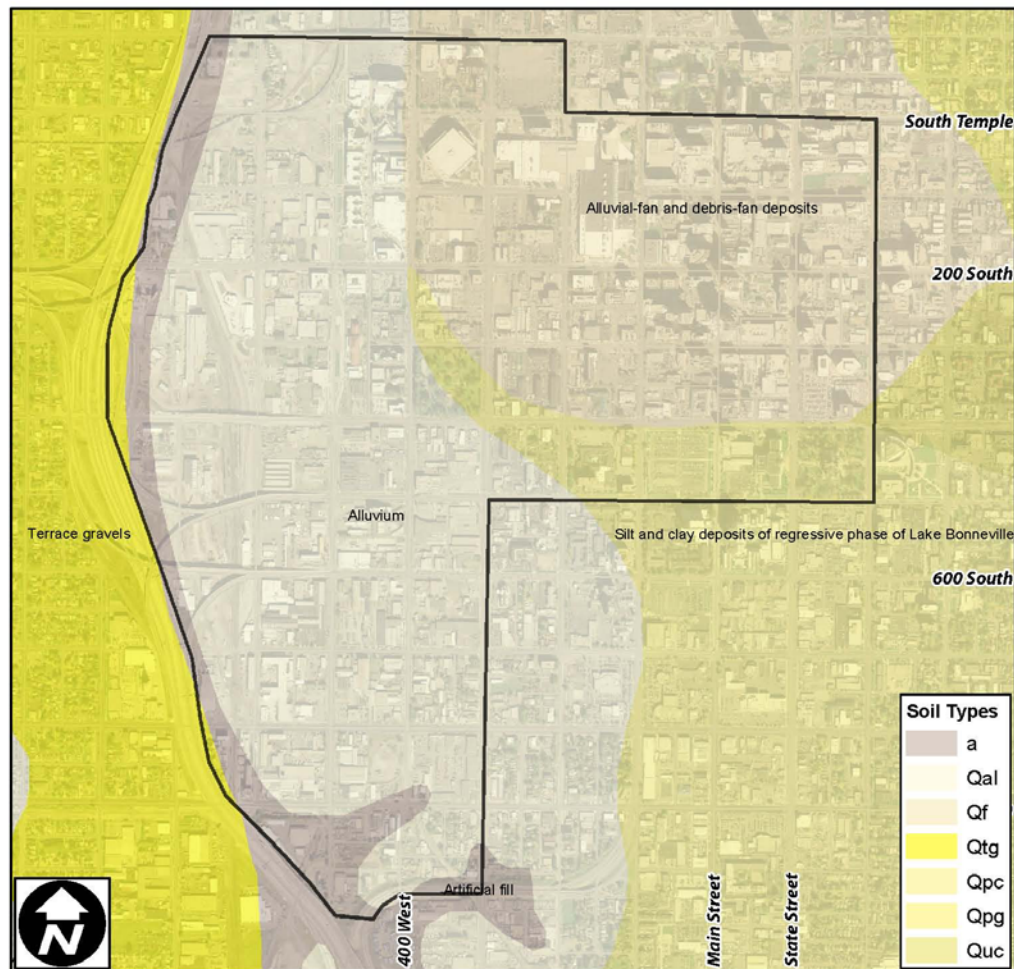 South Temple
Alluvial-fan and debris-fan deposits
200 South
Alluvium
Terrace gravels
Silt and clay deposits of regressive phase of Lake Bonneville
600 South
Soil Types
a
Qal
Qf
Qtg
Qpc
Qpg
Quc
Artificial fill
400 West
Main Street
State Street
N